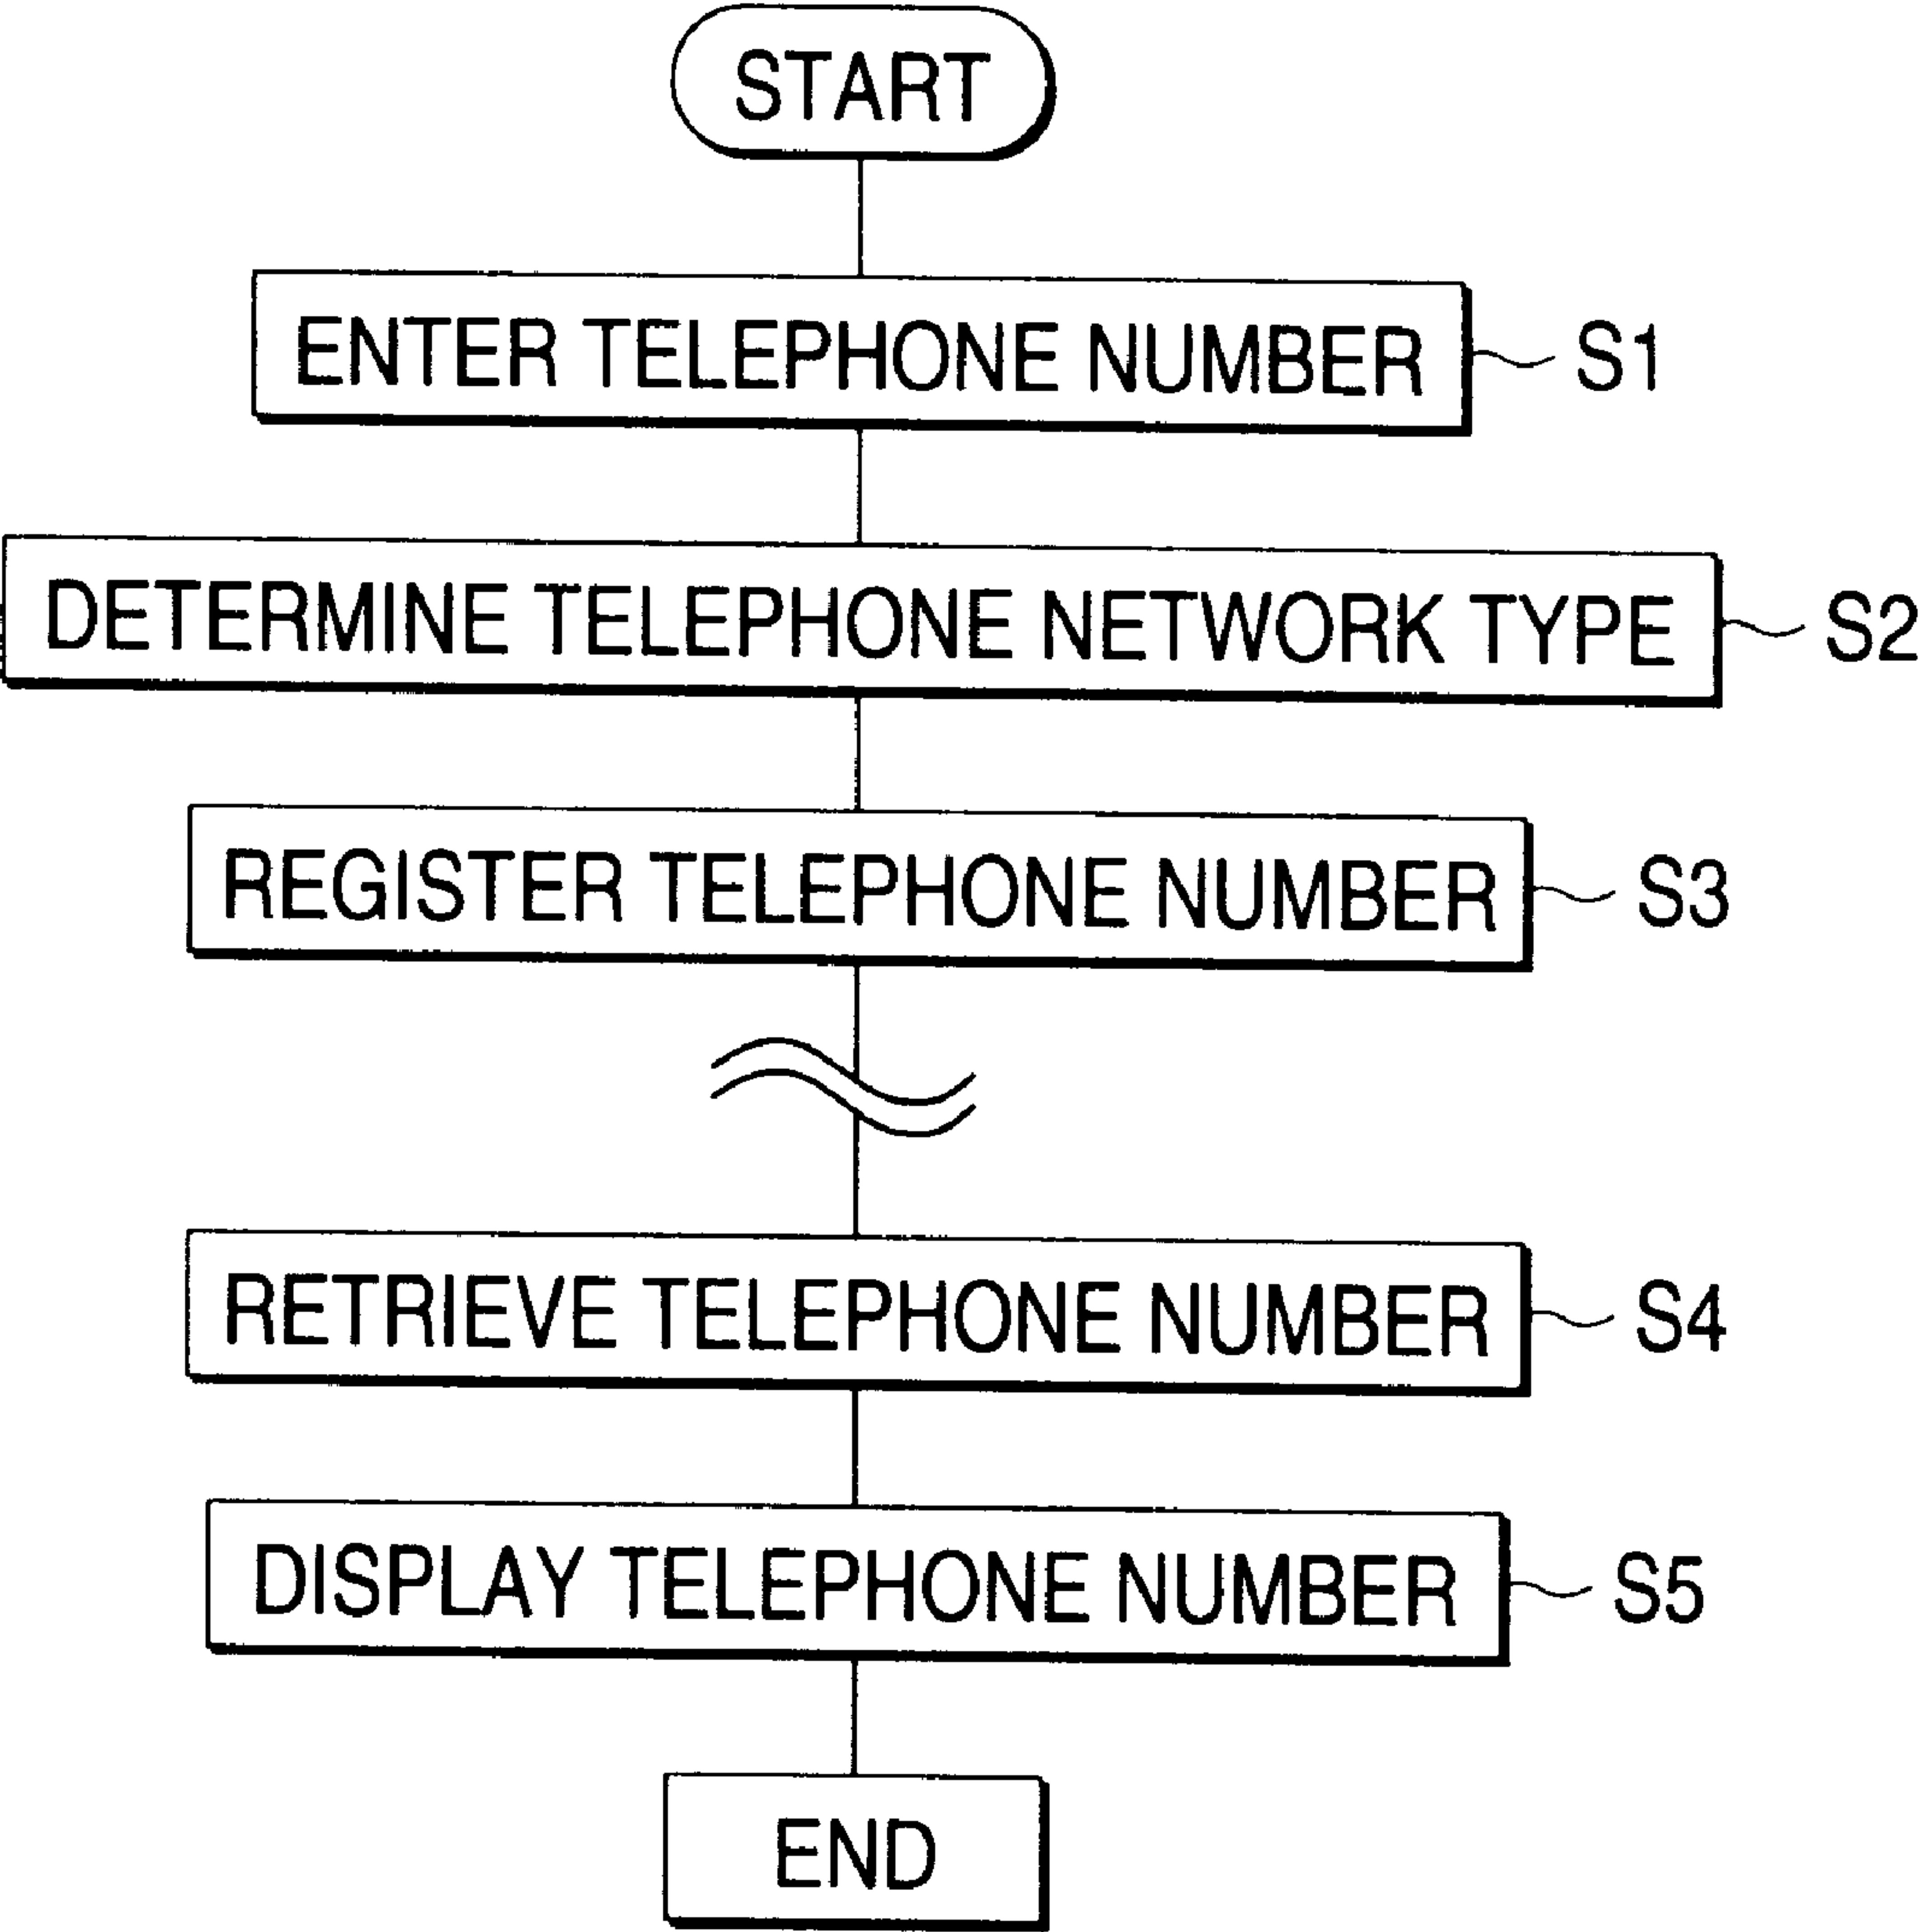 START
ENTER TELEPHONE NUMBER S1
DETERMINE TELEPHONE NETWORK TYPE S2
REGISTER TELEPHONE NUMBER S3
RETRIEVE TELEPHONE NUMBER S4
DISPLAY TELEPHONE NUMBER S5
END